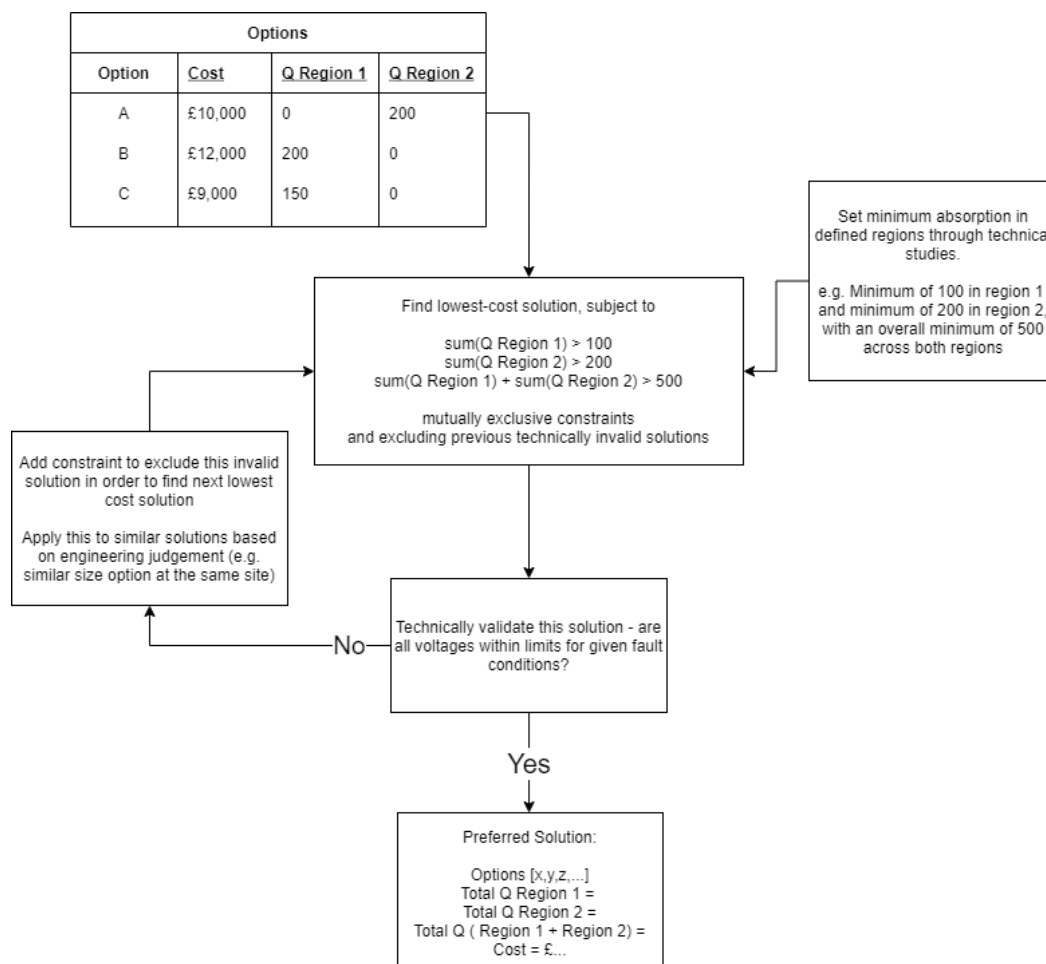 Options
Option Cost Q Region 1 Q Region 2
A £10,000 0 200
B £12,000 200 0
C £9,000 150 0
Set minimum absorption in
defined regions through technica
studies.
e.g. Minimum of 100 in region 1
and minimum of 200 in region 2,
with an overall minimum of 500
across both regions
Find lowest-cost solution, subject to
sum(Q Region 1) > 100
sum(Q Region 2) > 200
sum(Q Region 1) + sum(Q Region 2) > 500
mutually exclusive constraints
and excluding previous technically invalid solutions
Add constraint to exclude this invalid
solution in order to find next lowest
cost solution
Apply this to similar solutions based
on engineering judgement (e.g.
similar size option at the same site)
Technically validate this solution - are
all voltages within limits for given fault
conditions?
No
Yes
Preferred Solution:
Options [x,y,z,...]
Total Q Region 1 =
Total Q Region 2 =
Total Q ( Region 1 + Region 2) =
Cost = £...